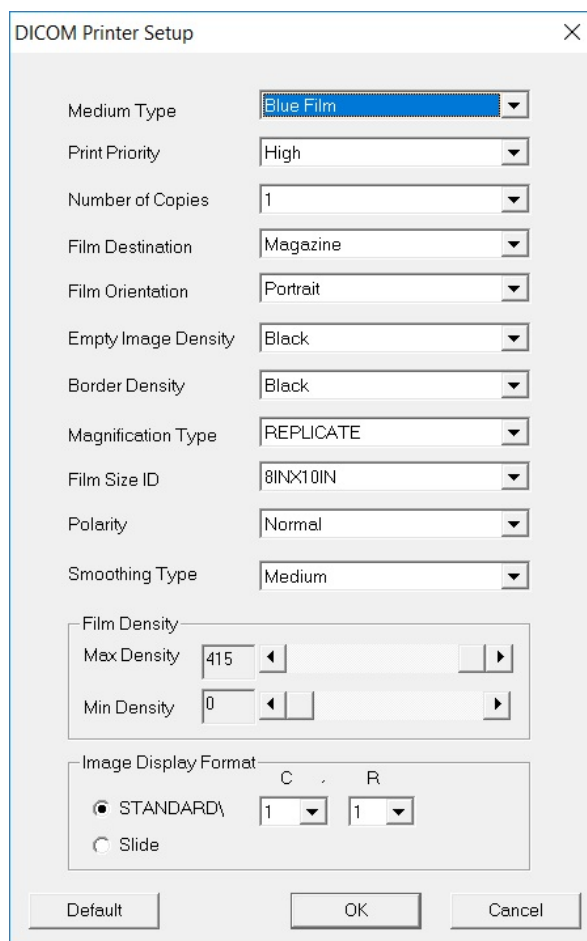 DICOM Printer Setup
Medium Type Blue Film
Print Priority High
Number of Copies 1
Film Destination Magazine
Film Orientation Portrait
Empty Image Density Black
Border Density Black
Magnification Type REPLICATE
Film Size ID 8INX10IN
Polarity Normal
Smoothing Type Medium
Film Density
Max Density 415
Min Density 0
Image Display Format
C , R
STANDARD\ 1 1
Slide
Default OK Cancel